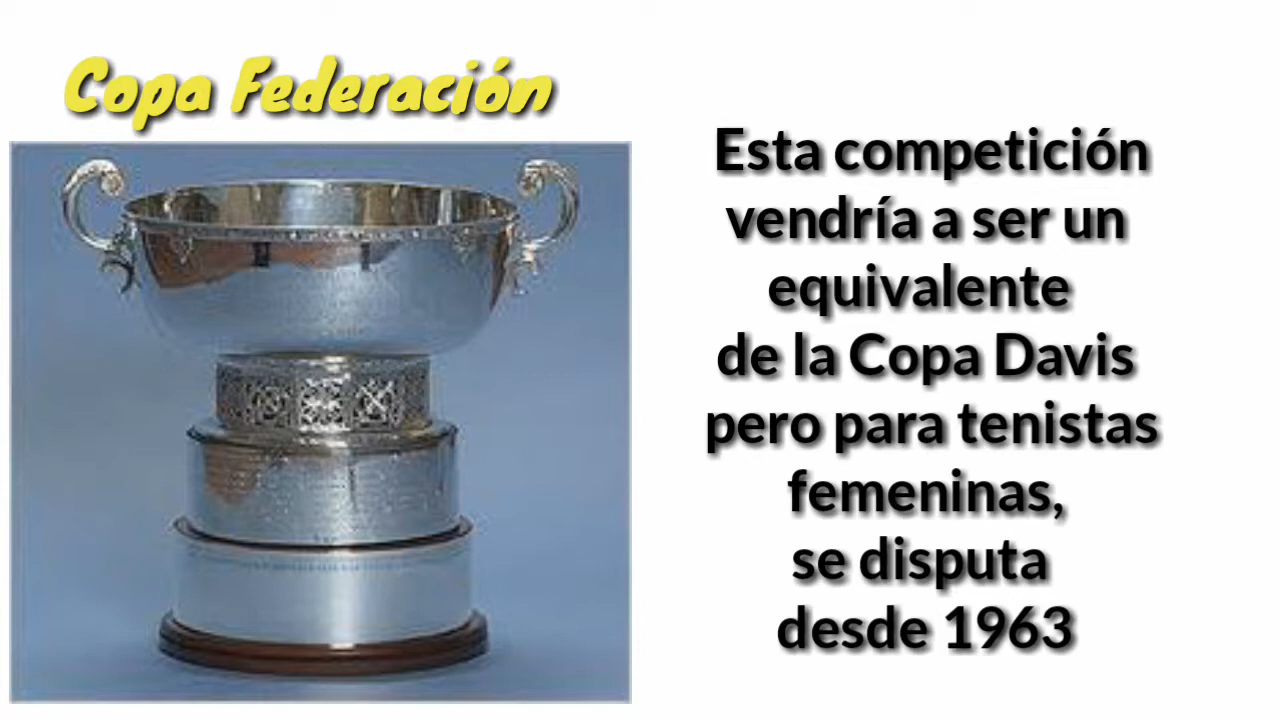 Copa Federación
Esta competición
vendría a ser un
equivalente
de la Copa Davis
pero para tenistas
femeninas,
se disputa
desde 1963